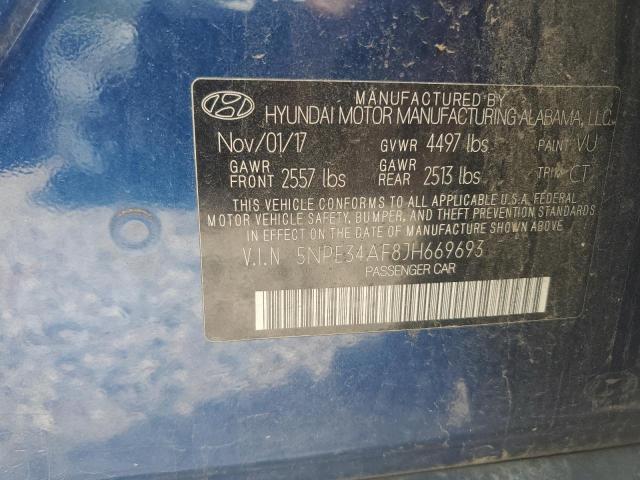 MANUFACTURED BY
HYUNDAI MOTOR MANUFACTURING ALABAMA, LLC.
Nov/01/17 GVWR 4497 lbs PAINT VU
GAWR FRONT 2557 lbs GAWR REAR 2513 lbs TRIM CT
THIS VEHICLE CONFORMS TO ALL APPLICABLE U.S.A. FEDERAL
MOTOR VEHICLE SAFETY, BUMPER, AND THEFT PREVENTION STANDARDS
IN EFFECT ON THE DATE OF MANUFACTURE SHOWN ABOVE
V.I.N 5NPE34AF8JH669693
PASSENGER CAR